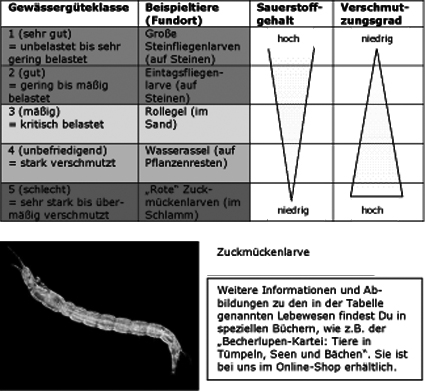 Gewässergüteklasse Beispieltiere Sauerstoff- Verschmut-
(Fundort) gehalt zungsgrad
1 (sehr gut) Große hoch niedrig
= unbelastet bis sehr Steinfliegenlarven
gering belastet (auf Steinen)
2 (gut) Eintagsfliegen-
= gering bis mäßig larve (auf
belastet Steinen)
3 (mäßig) Rollegel (im
= kritisch belastet Sand)
4 (unbefriedigend) Wasserassel (auf
= stark verschmutzt Pflanzenresten)
5 (schlecht) „Rote“ Zuck-
= sehr stark bis über- mückenlarven (im
mäßig verschmutzt Schlamm) niedrig hoch
Zuckmückenlarve
Weitere Informationen und Ab-
bildungen zu den in der Tabelle
genannten Lebewesen findest Du in
speziellen Büchern, wie z.B. der
„Becherlupen-Kartei: Tiere in
Tümpeln, Seen und Bächen“. Sie ist
bei uns im Online-Shop erhältlich.